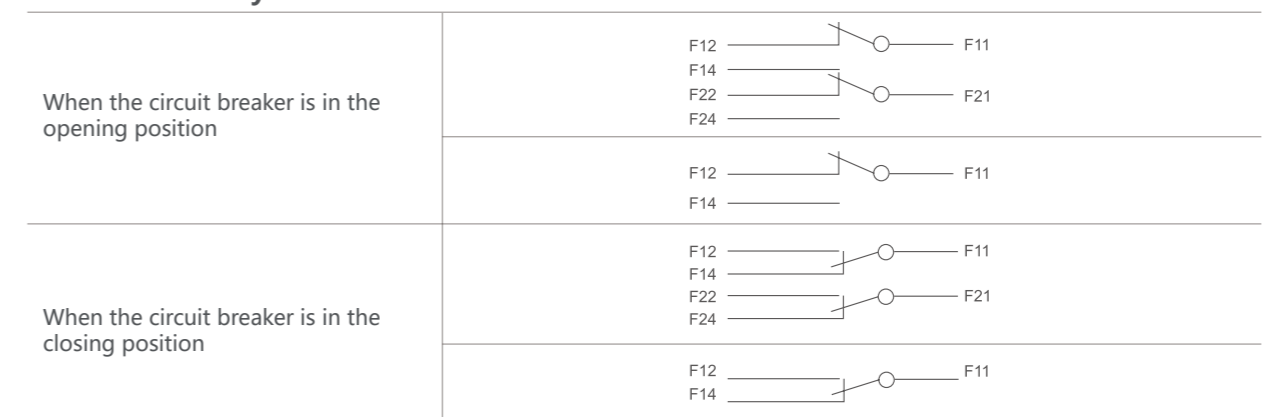 When the circuit breaker is in the
opening position
F12 F11
F14
F22 F21
F24
F12 F11
F14
When the circuit breaker is in the
closing position
F12 F11
F14
F22 F21
F24
F12 F11
F14